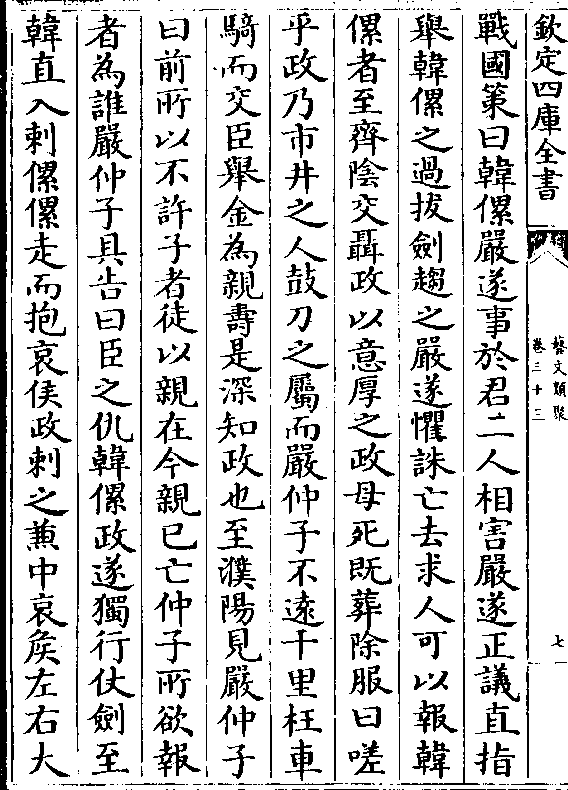 欽定四庫全書
藝文類聚
卷三十三
七
戰國策曰韓傫嚴遂事於君二人相害嚴遂正議直指
舉韓傫之過拔劍趨之嚴遂懼誅亡去求人可以報韓
傫者至齊陰交聶政以意厚之政母死既葬除服曰嗟
乎政乃市井之人鼓刀之屬而嚴仲子不遠千里枉車
騎而交臣舉金為親壽是深知政也至濮陽見嚴仲子
曰前所以不許子者徒以親在今親已亡仲子所欲報
者為誰嚴仲子具告曰臣之仇韓傫政遂獨行仗劍至
韓直入刺傫傫走而抱哀侯政刺之兼中哀侯左右大